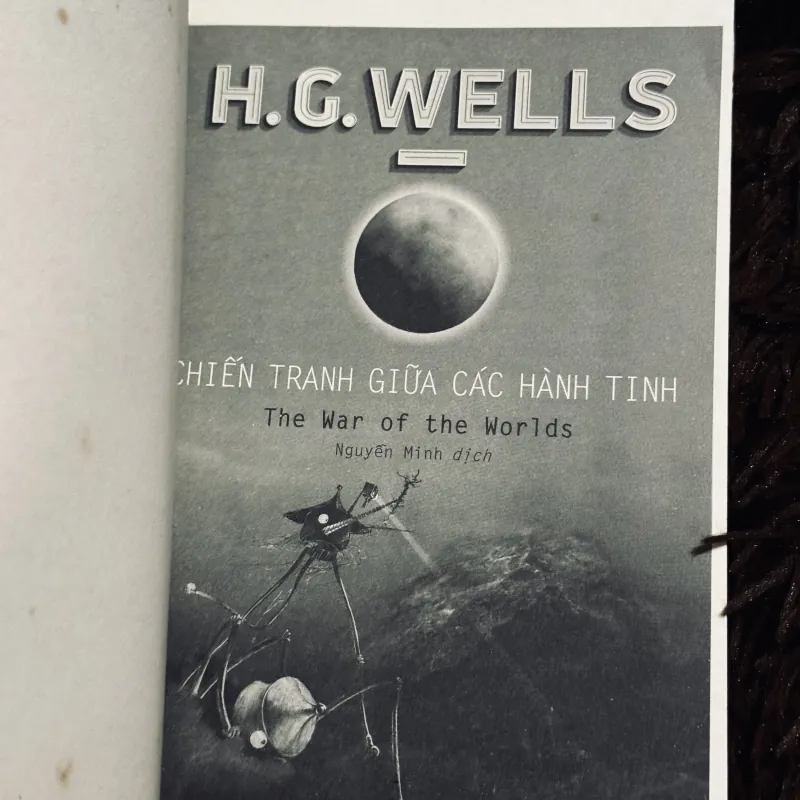 H.G.WELLS
CHIẾN TRANH GIỮA CÁC HÀNH TINH
The War of the Worlds
Nguyễn Minh dịch